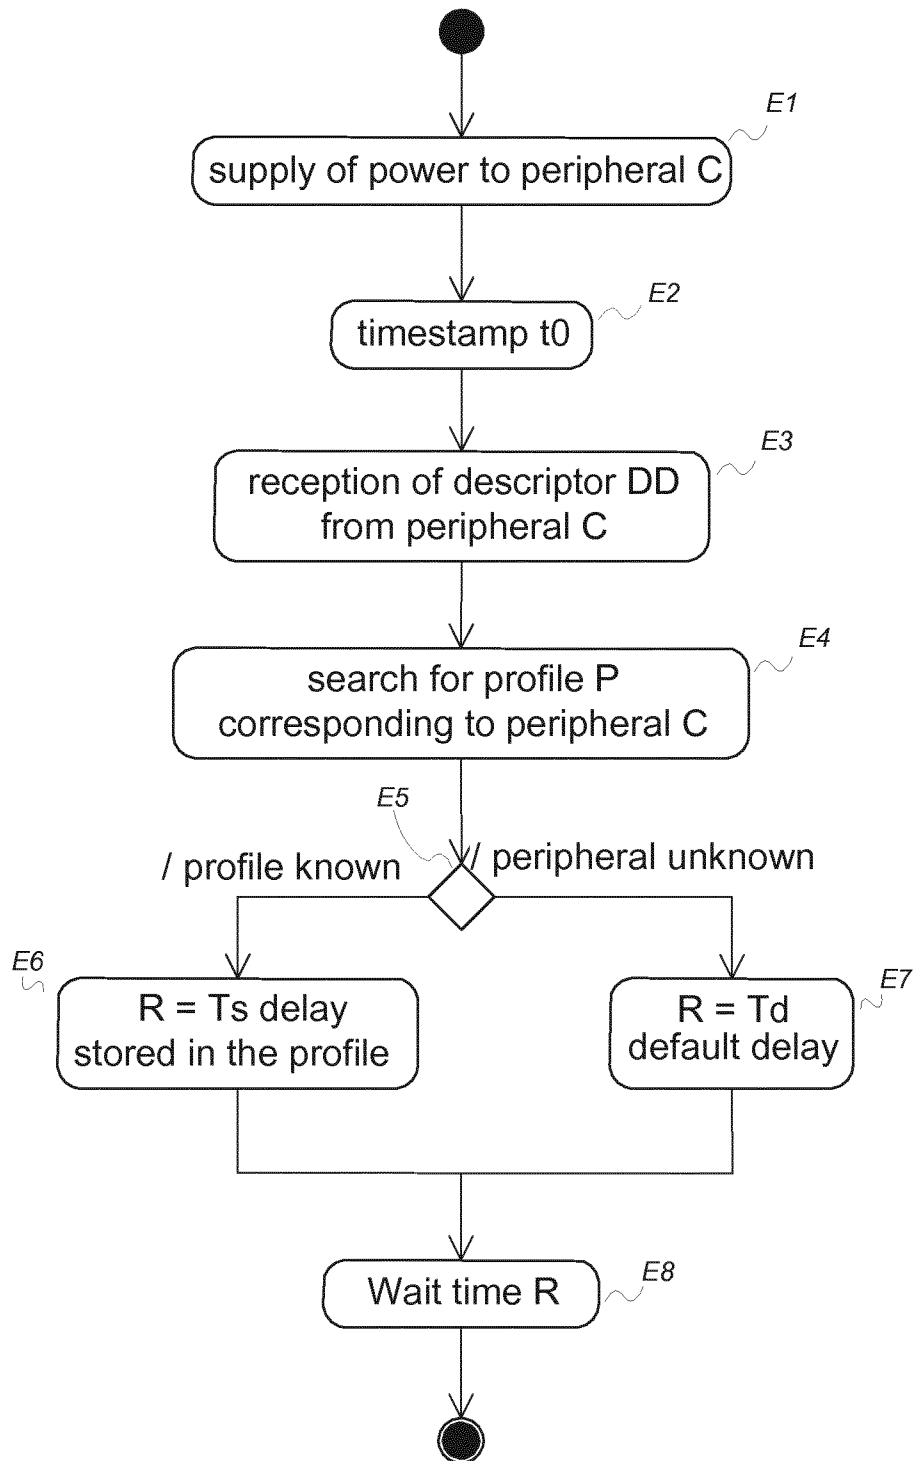 E1
supply of power to peripheral C
E2
timestamp t0
E3
reception of descriptor DD
from peripheral C
E4
search for profile P
corresponding to peripheral C
E5
/ profile known
/ peripheral unknown
E6
R = Ts delay
stored in the profile
E7
R = Td
default delay
E8
Wait time R